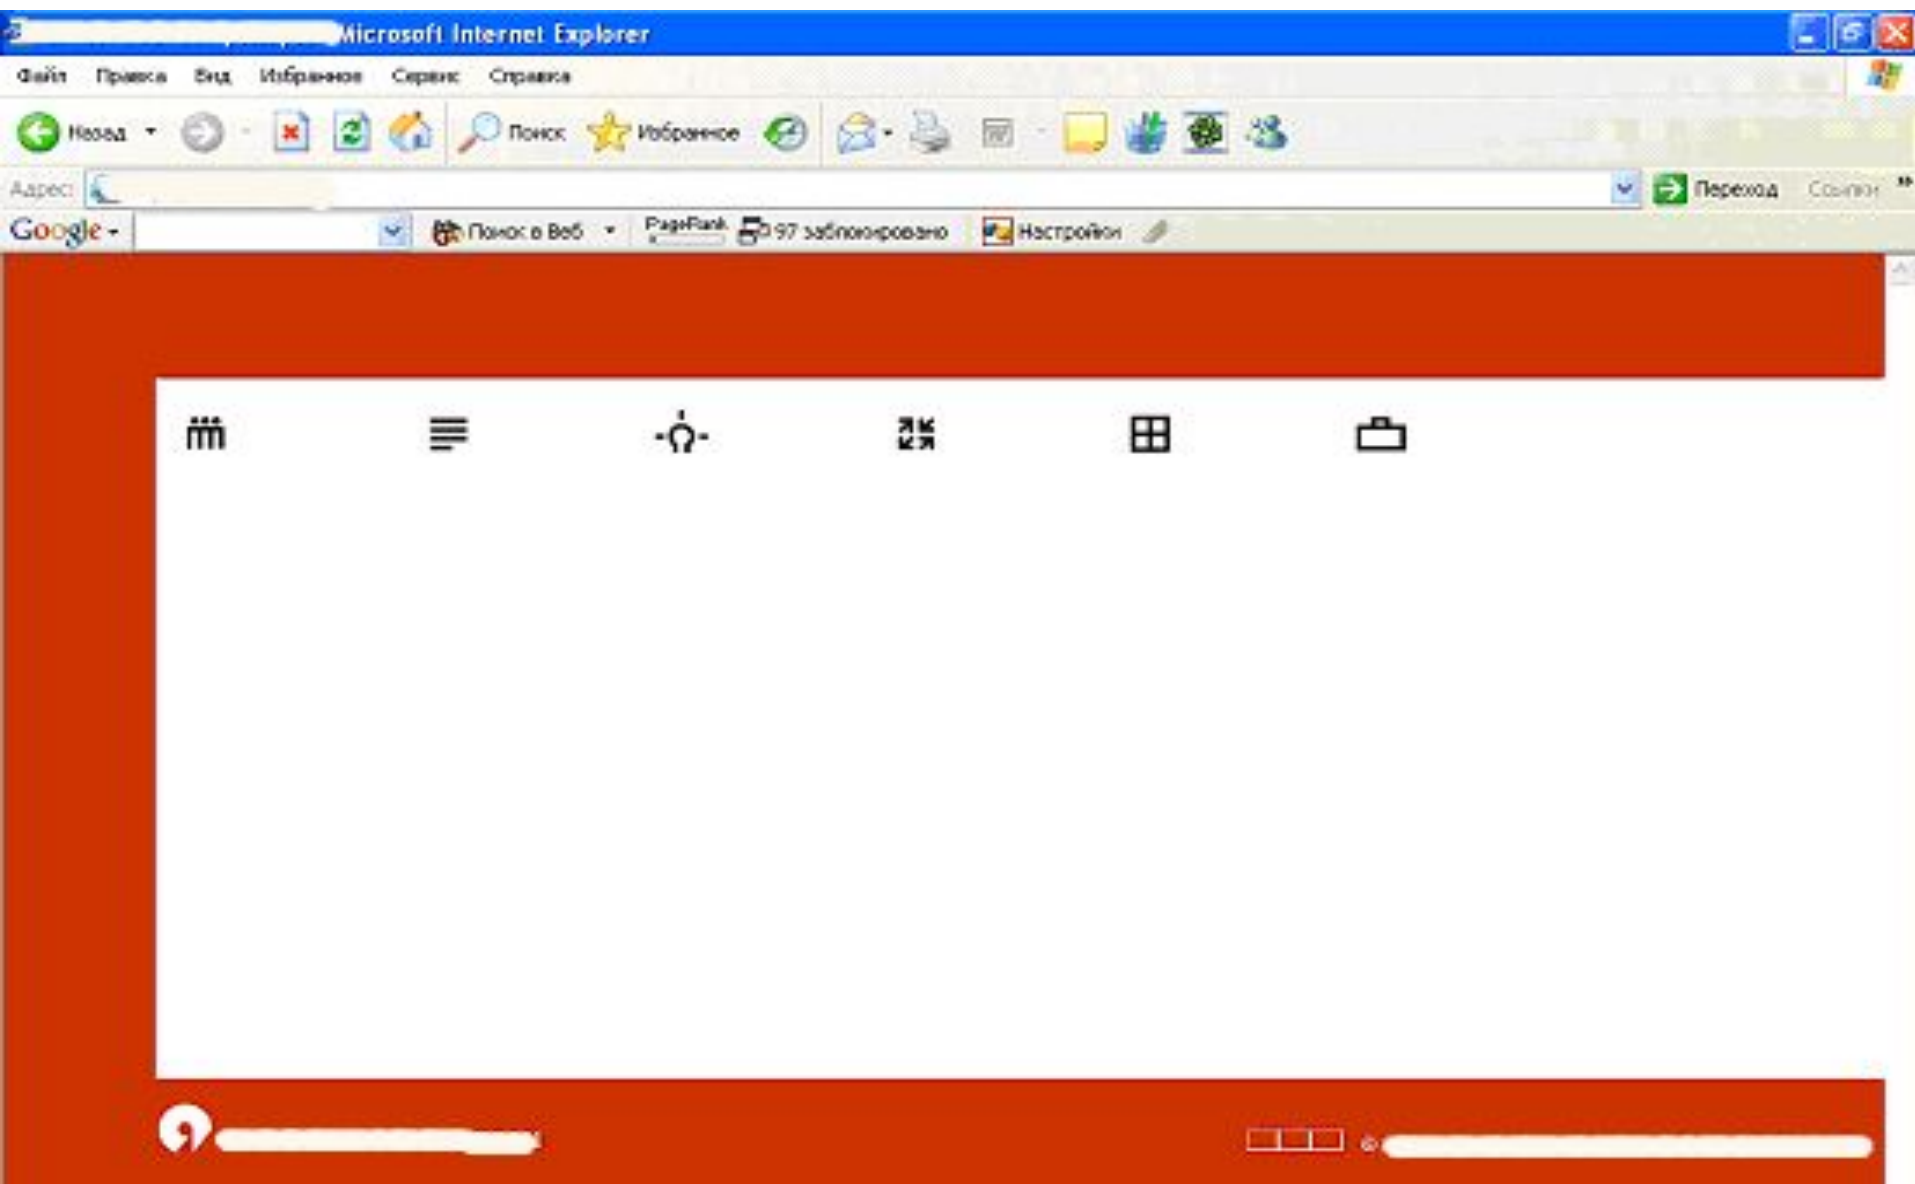 Microsoft Internet Explorer
Файл Правка Вид Избранное Сервис Справка
Назад Поиск Избранное
Адрес: Переход Ссылки »
Google Поиск в Веб PageRank 97 заблокировано Настройки
©